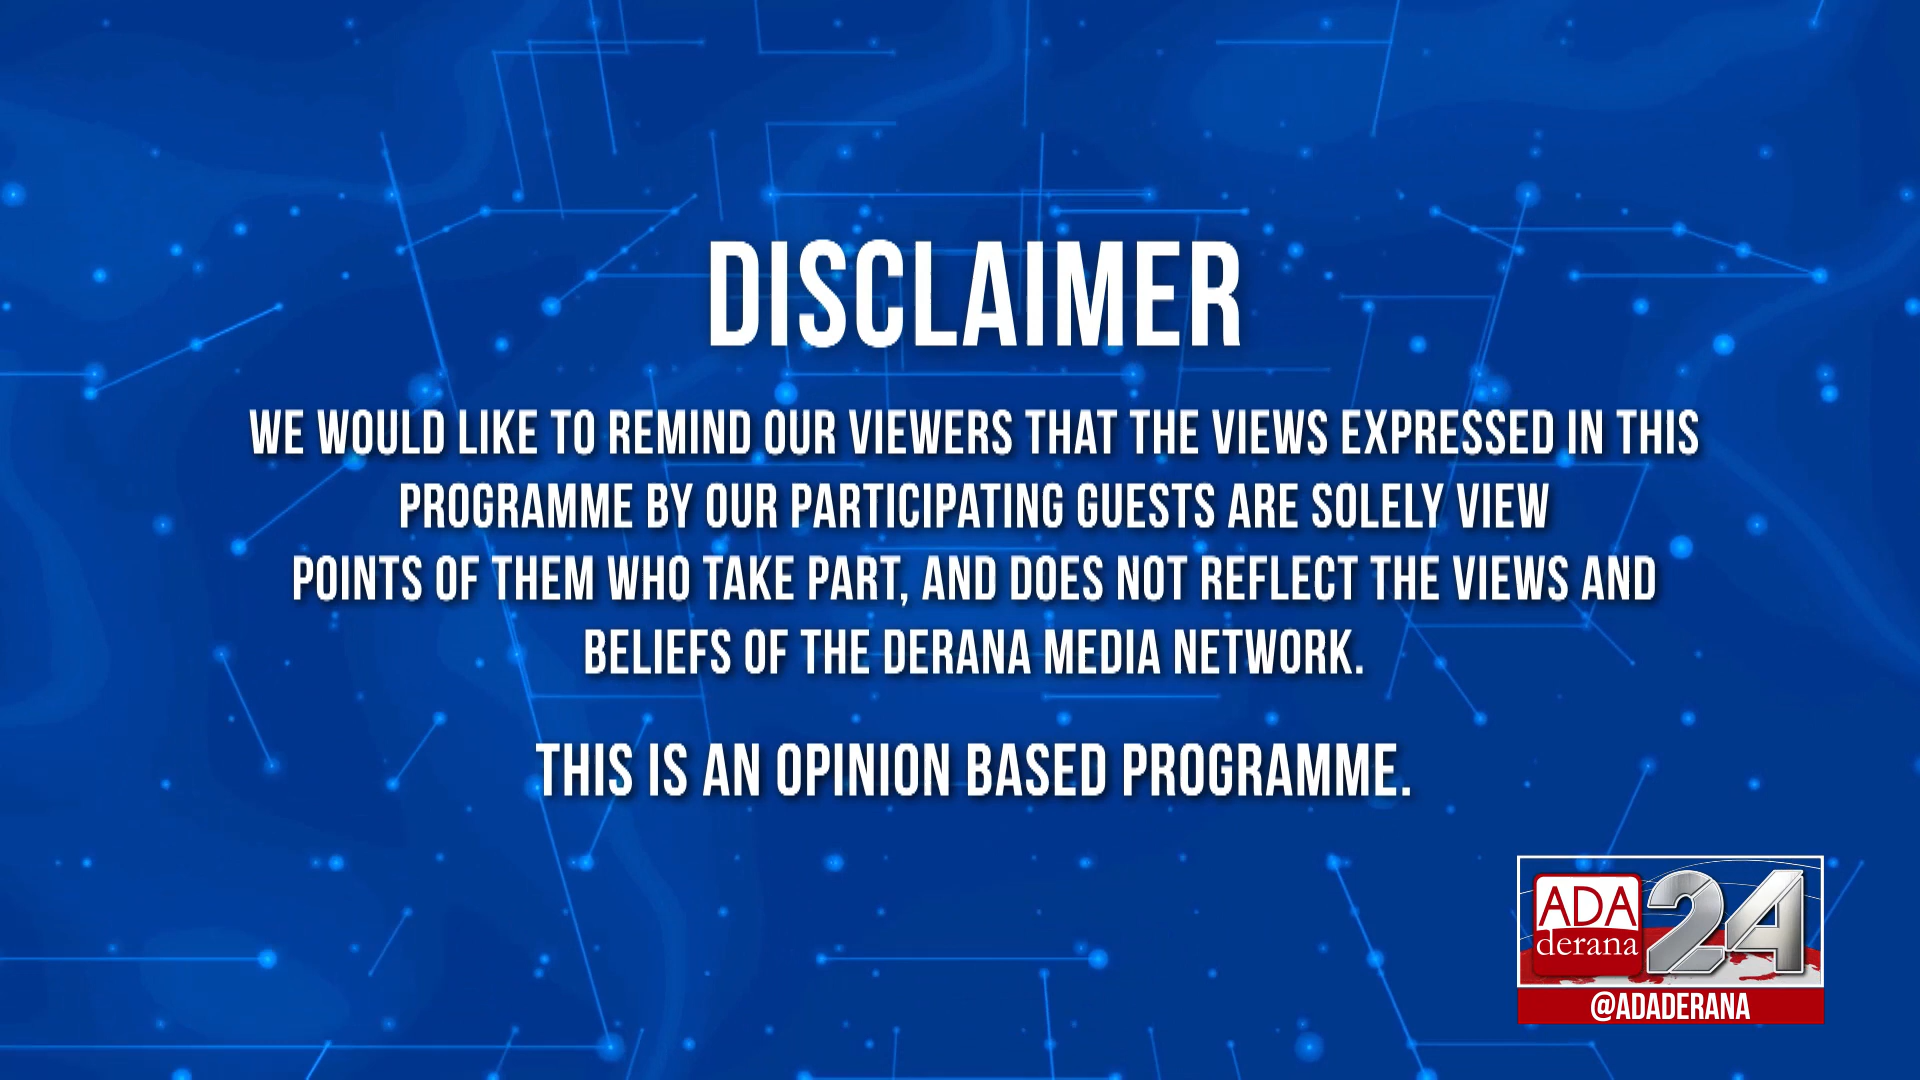 DISCLAIMER
WE WOULD LIKE TO REMIND OUR VIEWERS THAT THE VIEWS EXPRESSED IN THIS
PROGRAMME BY OUR PARTICIPATING GUESTS ARE SOLELY VIEW
POINTS OF THEM WHO TAKE PART, AND DOES NOT REFLECT THE VIEWS AND
BELIEFS OF THE DERANA MEDIA NETWORK.
THIS IS AN OPINION BASED PROGRAMME.
ADA
derana
24
@ADADERANA